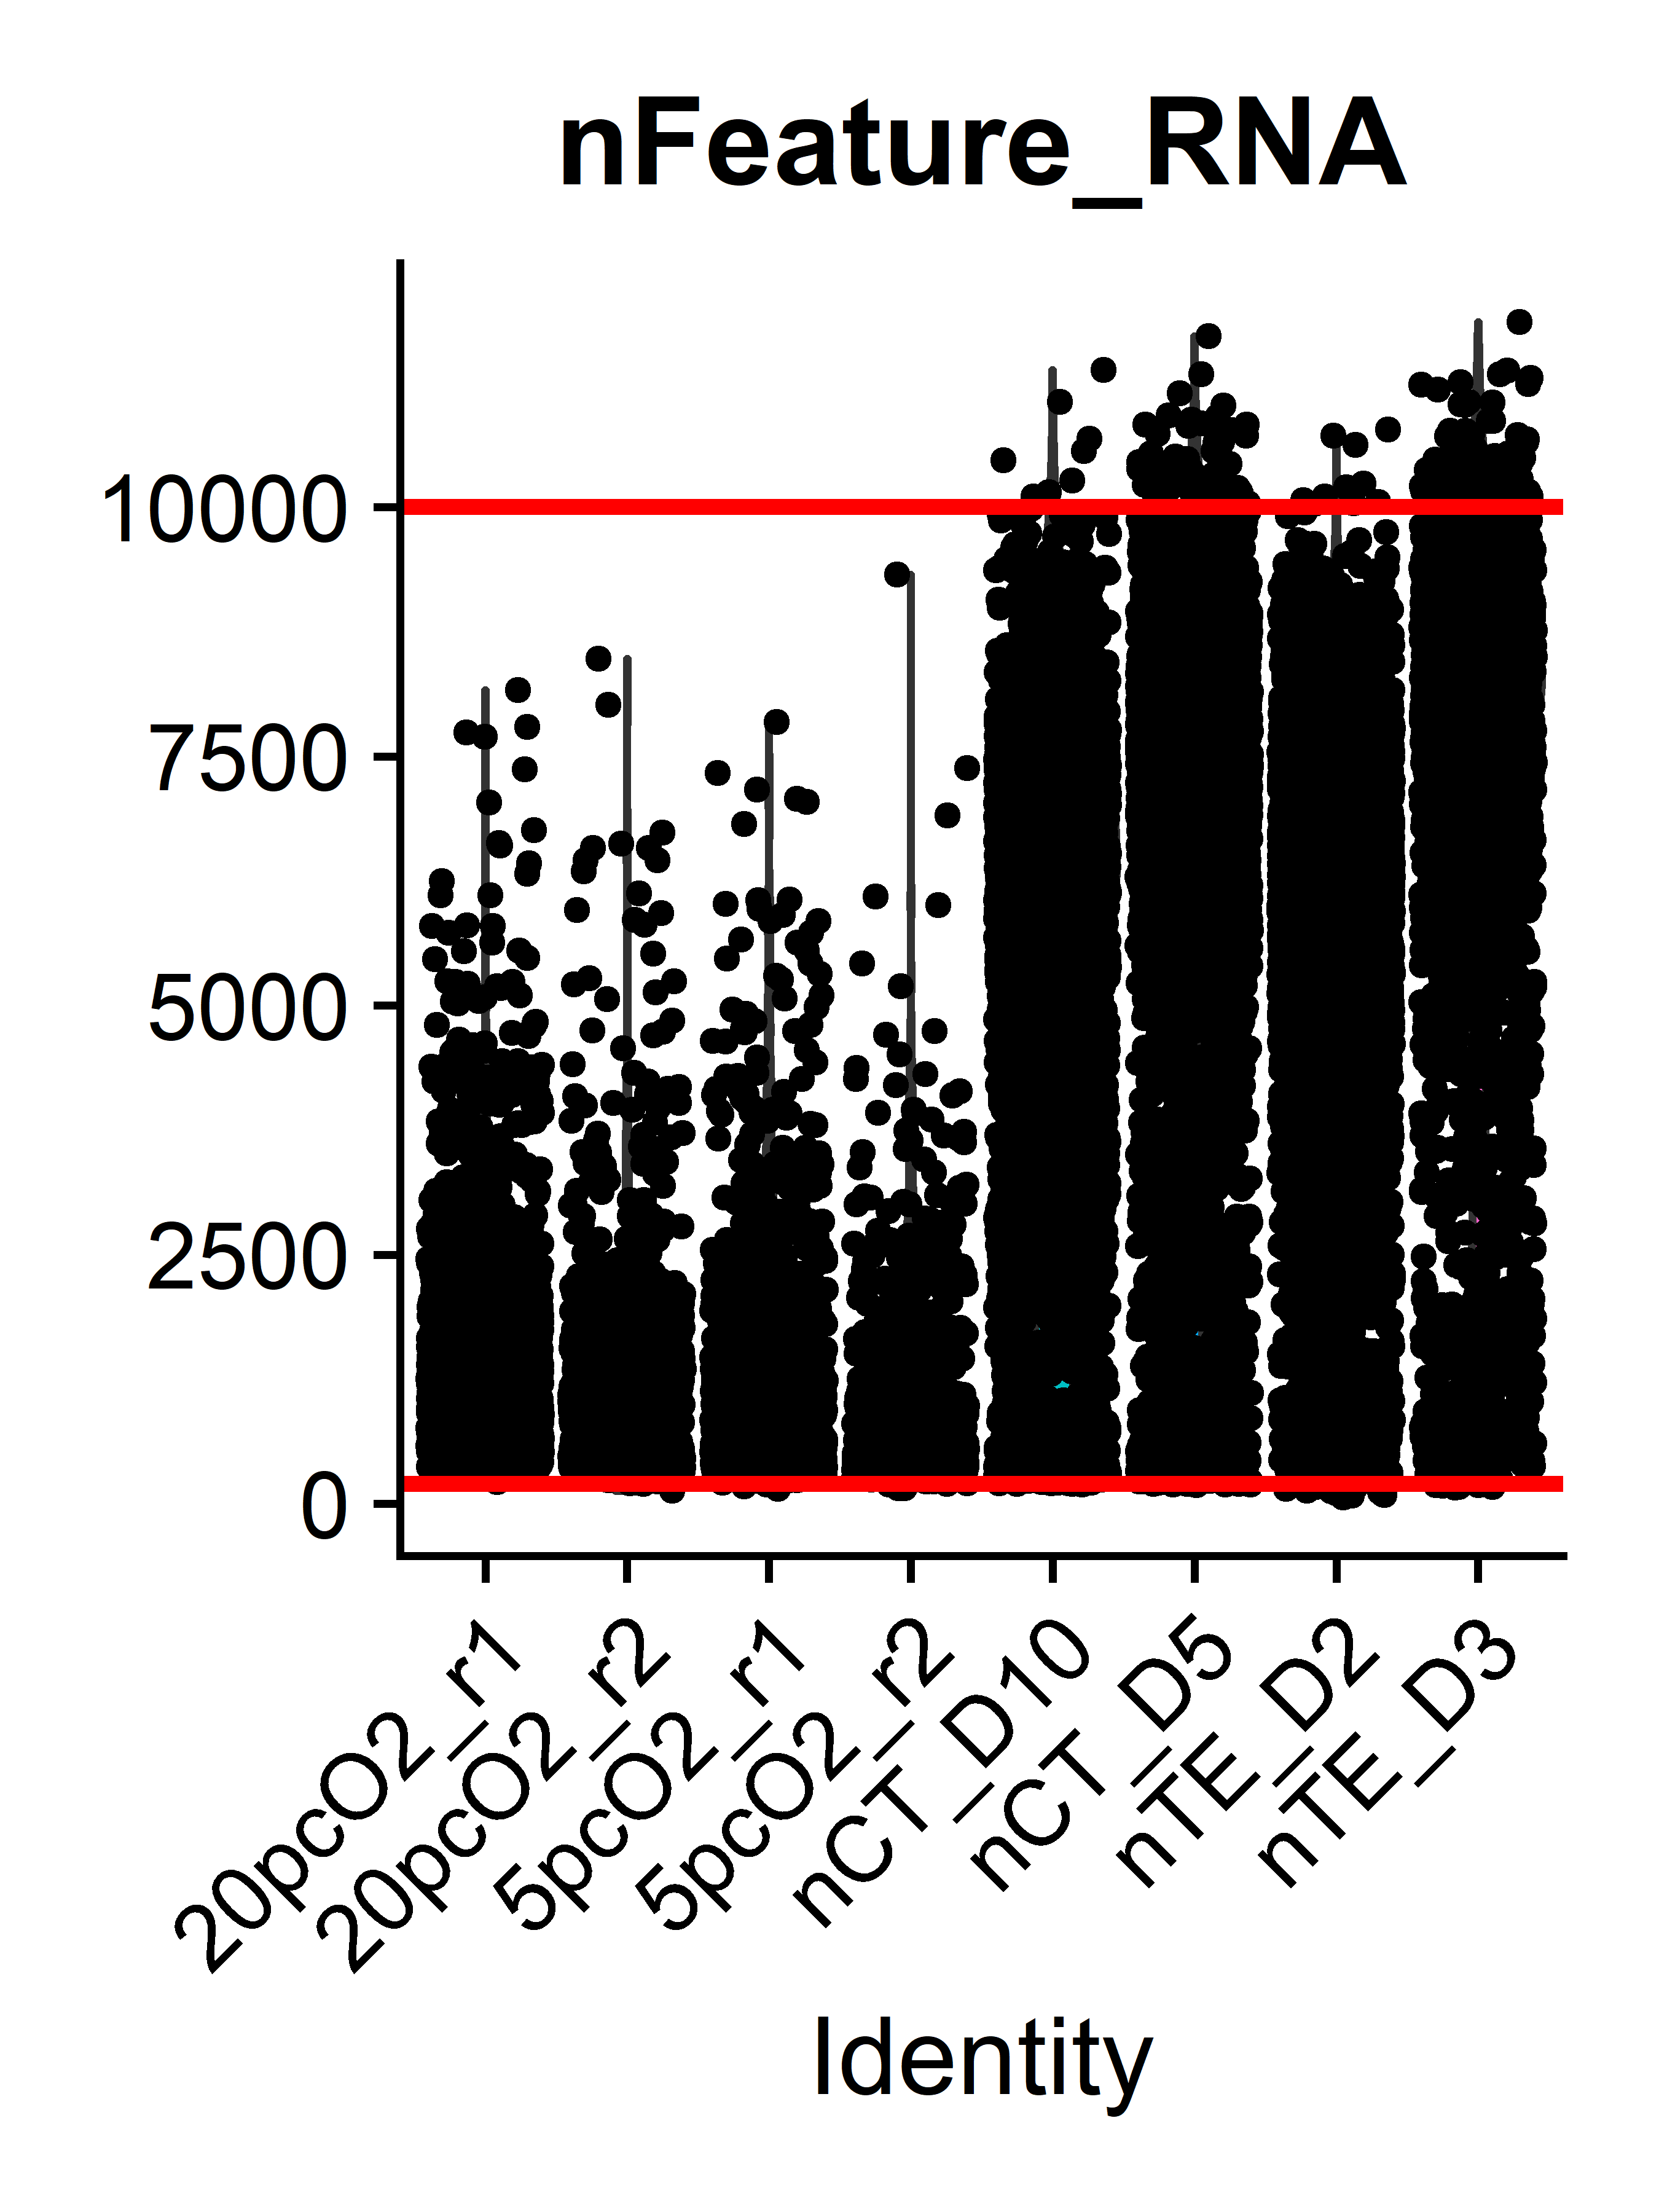 nFeature_RNA
10000
7500
5000
2500
0
20pcO2_r1
20pcO2_r2
5pcO2_r1
5pcO2_r2
nCT_D10
nCT_D5
nTE_D2
nTE_D3
Identity